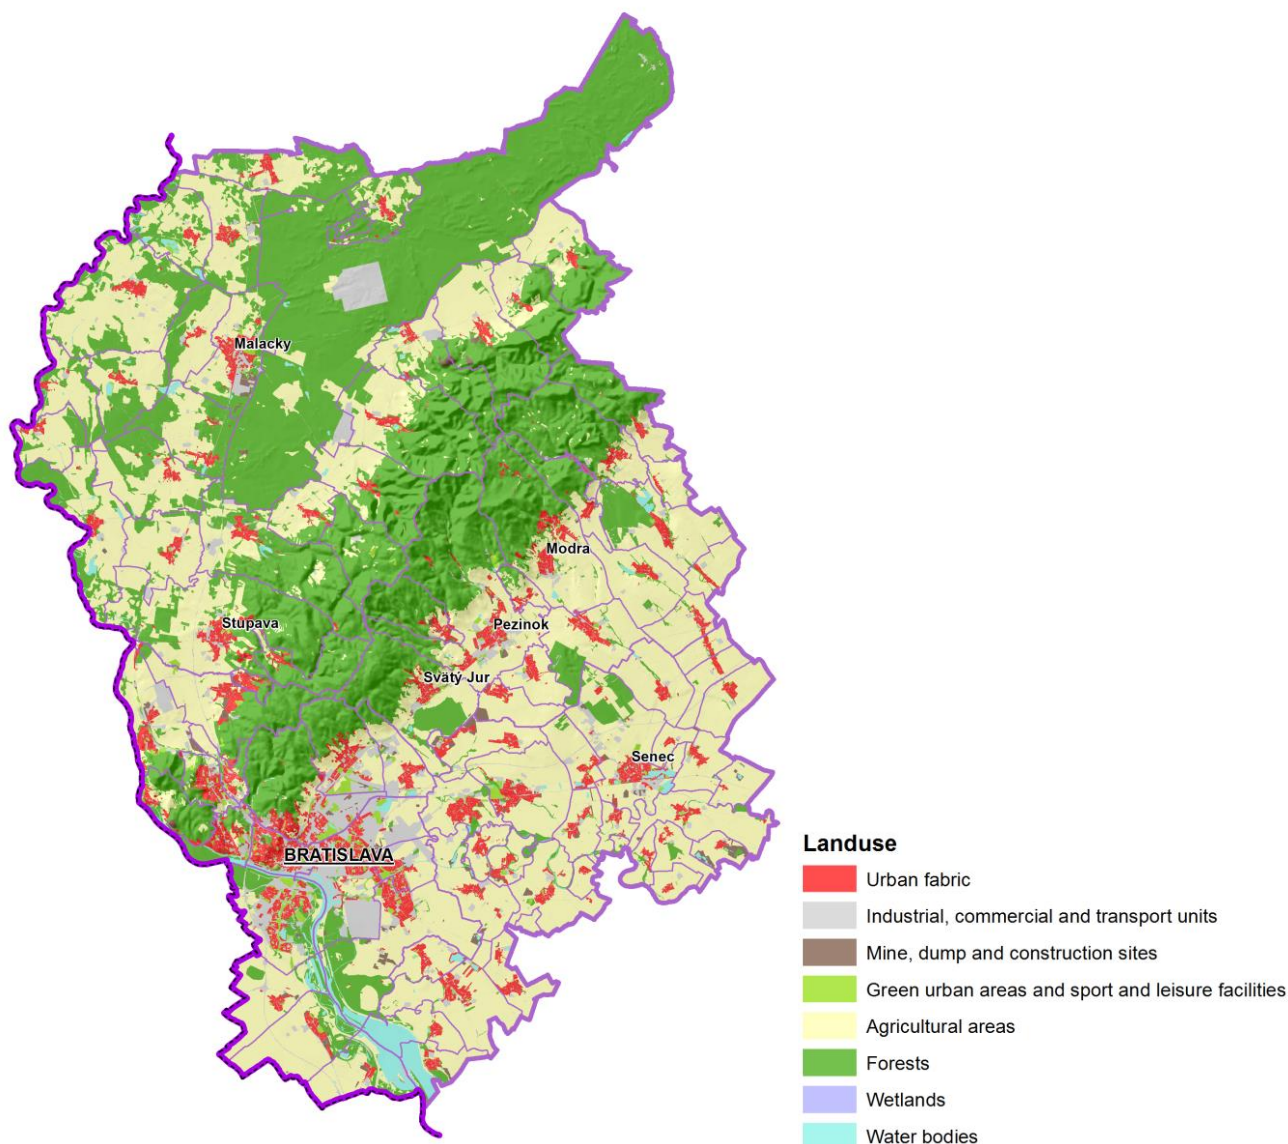 Malacky
Modra
Stupava
Pezinok
Svätý Jur
Senec
BRATISLAVA
Landuse
Urban fabric
Industrial, commercial and transport units
Mine, dump and construction sites
Green urban areas and sport and leisure facilities
Agricultural areas
Forests
Wetlands
Water bodies